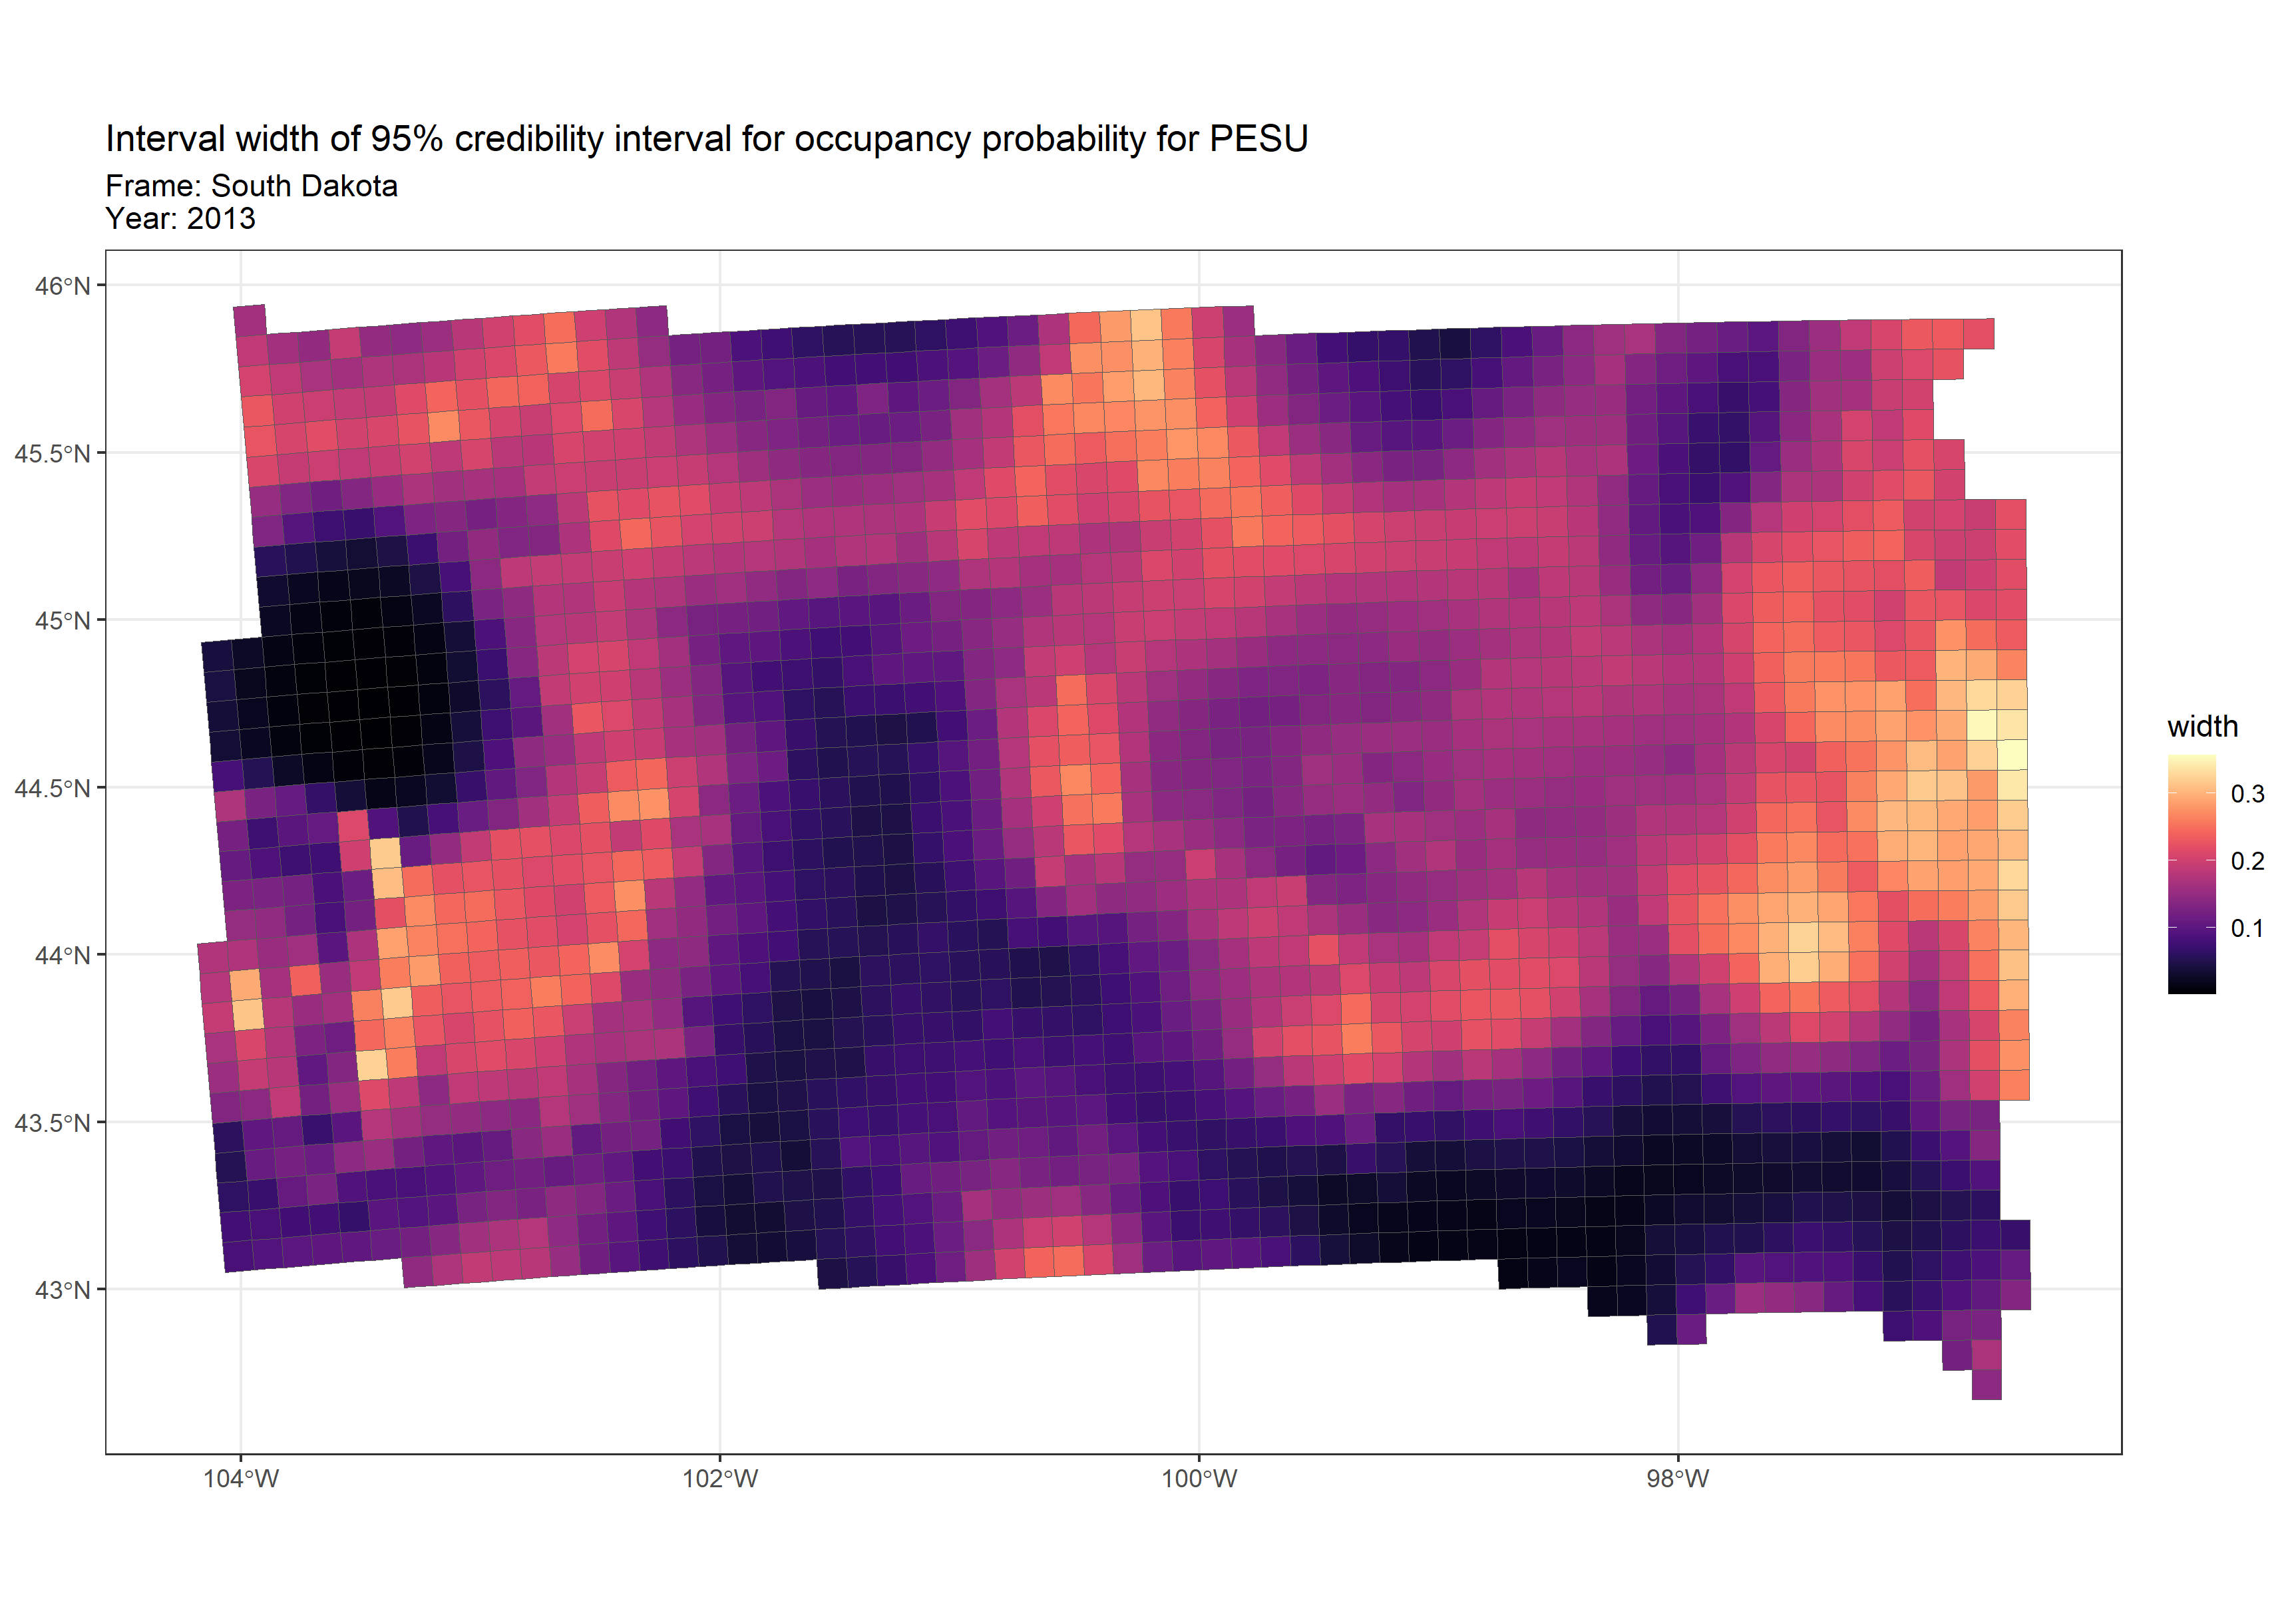 Interval width of 95% credibility interval for occupancy probability for PESU
Frame: South Dakota
Year: 2013
46°N
45.5°N
45°N
44.5°N
44°N
43.5°N
43°N
104°W
102°W
100°W
98°W
width
0.3
0.2
0.1